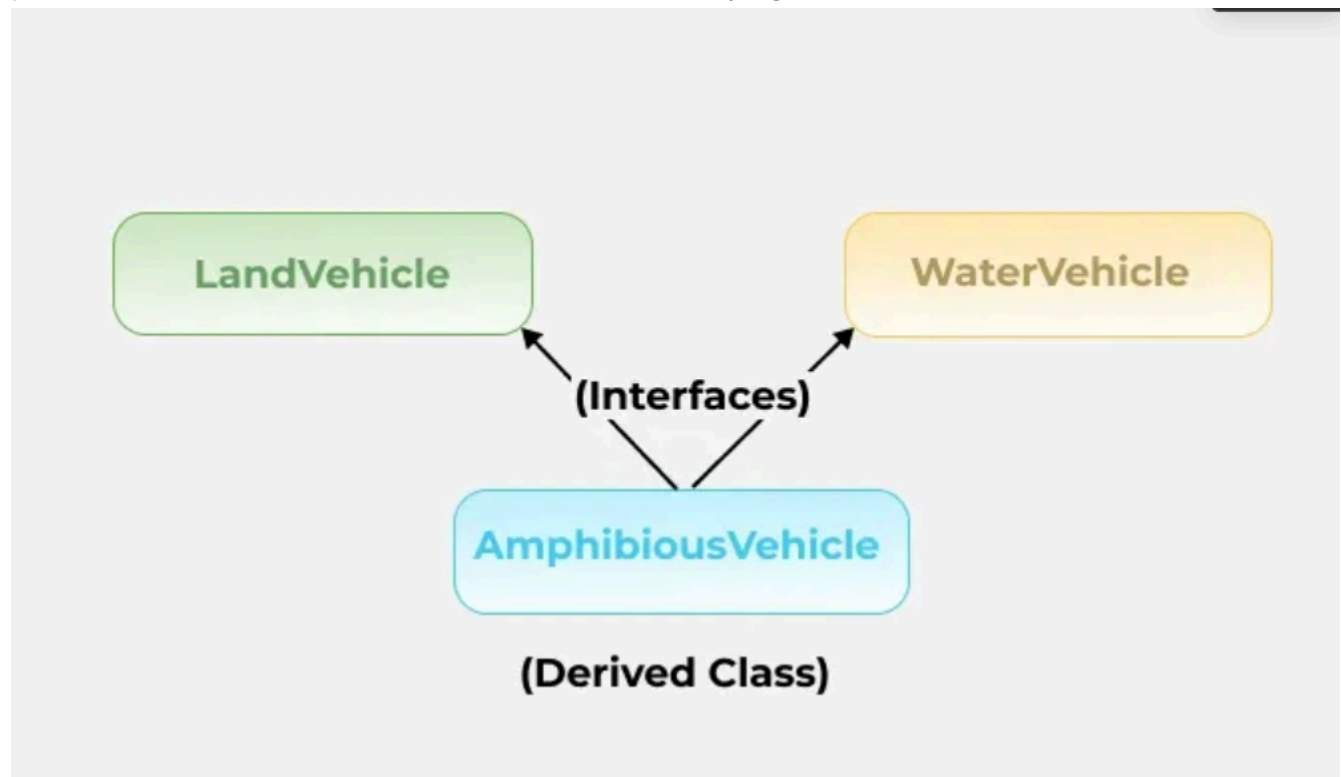 LandVehicle
WaterVehicle
(Interfaces)
AmphibiousVehicle
(Derived Class)